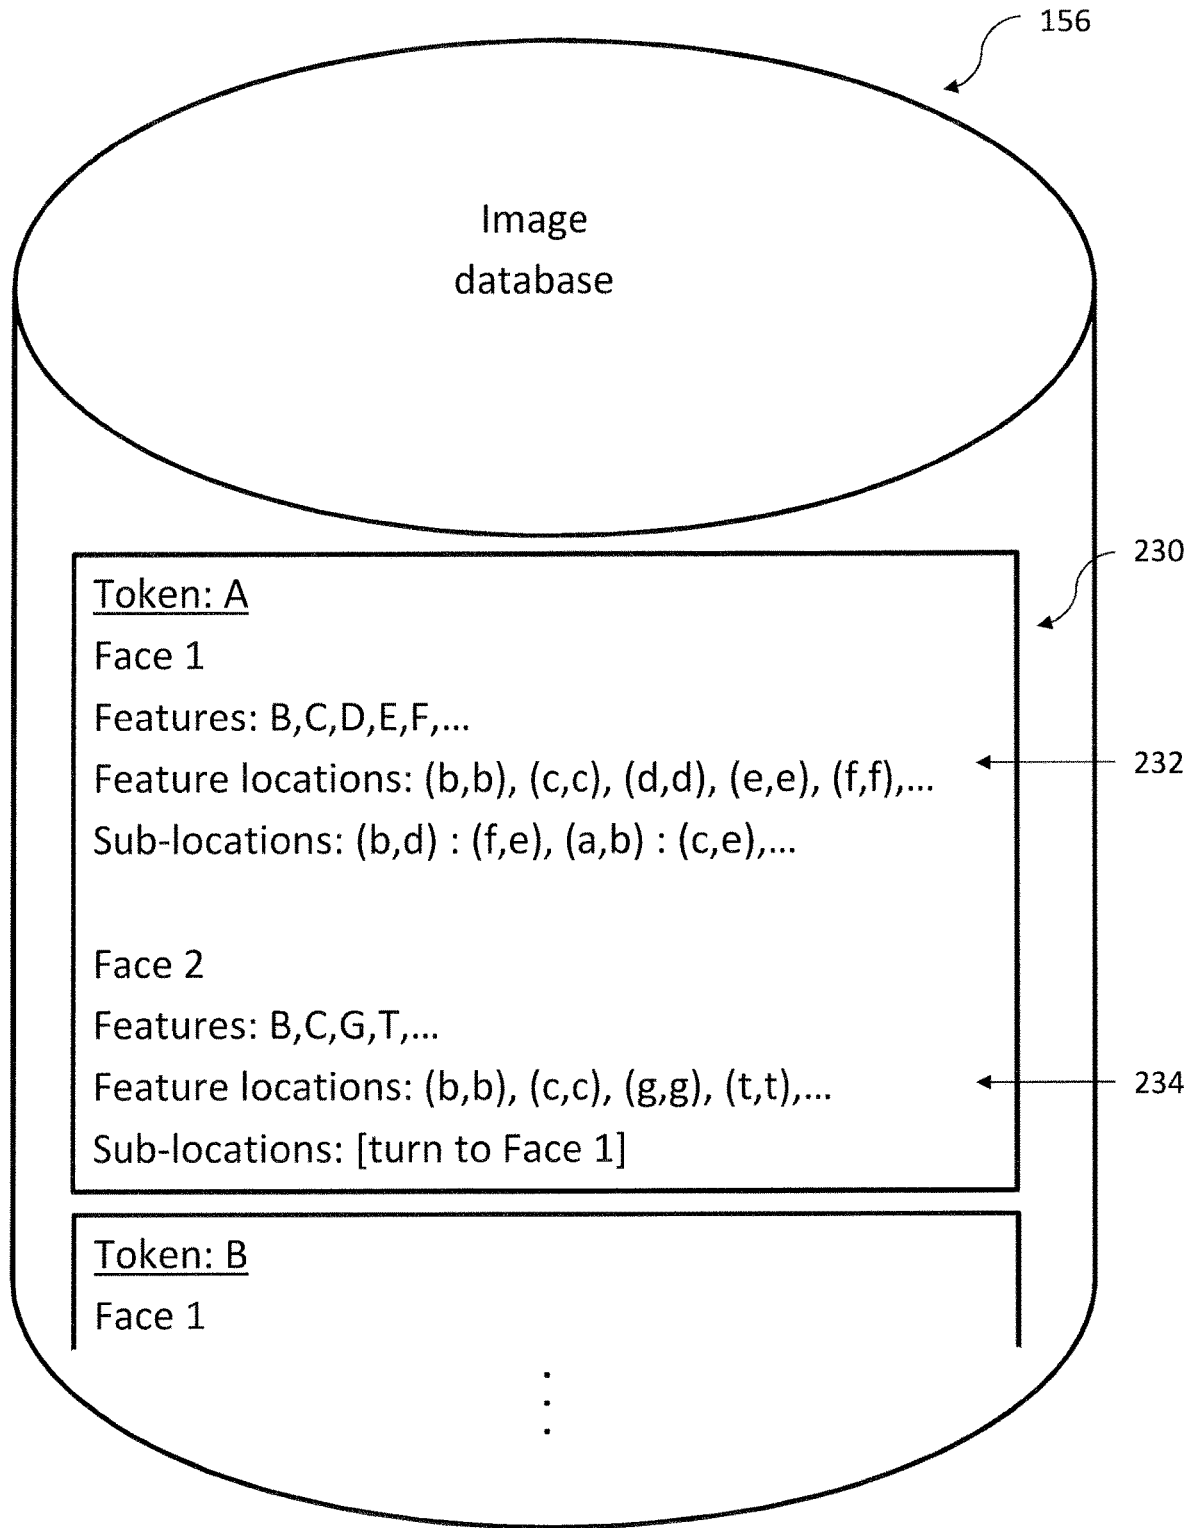 156
Image
database
230
Token: A
Face 1
Features: B,C,D,E,F,...
Feature locations: (b,b), (c,c), (d,d), (e,e), (f,f),...
232
Sub-locations: (b,d) : (f,e), (a,b) : (c,e),...
Face 2
Features: B,C,G,T,...
Feature locations: (b,b), (c,c), (g,g), (t,t),...
234
Sub-locations: [turn to Face 1]
Token: B
Face 1